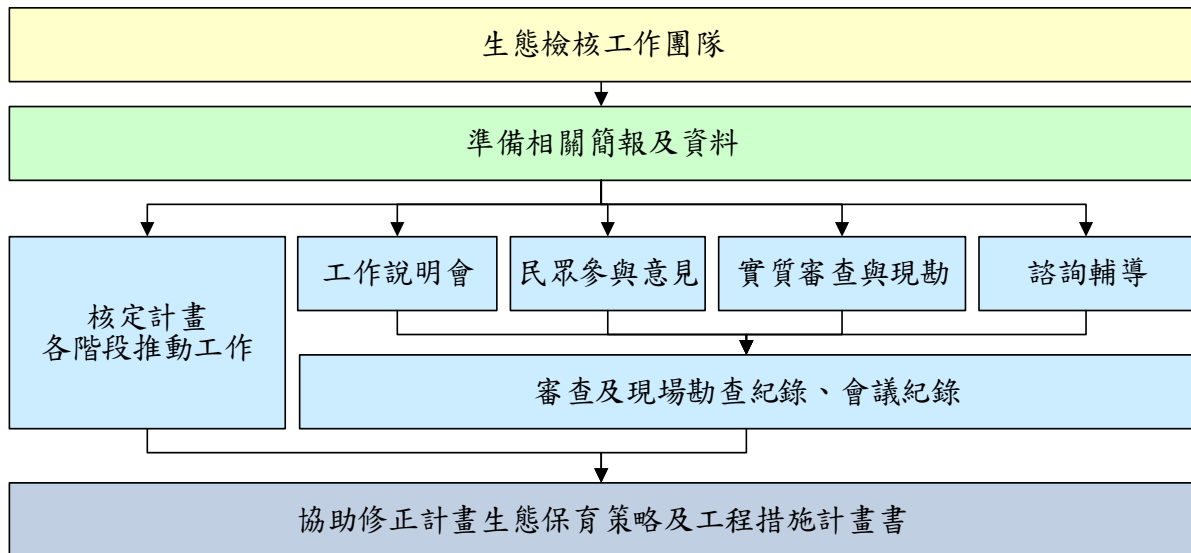 生態檢核工作團隊
準備相關簡報及資料
核定計畫
各階段推動工作
工作說明會
民眾參與意見
實質審查與現勘
諮詢輔導
審查及現場勘查紀錄、會議紀錄
協助修正計畫生態保育策略及工程措施計畫書